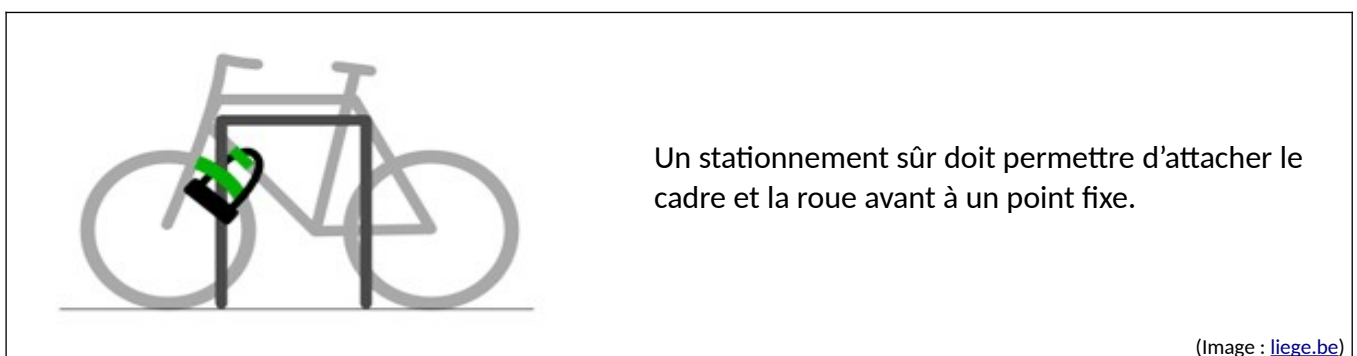 Un stationnement sûr doit permettre d’attacher le
cadre et la roue avant à un point fixe.
(Image : liege.be)